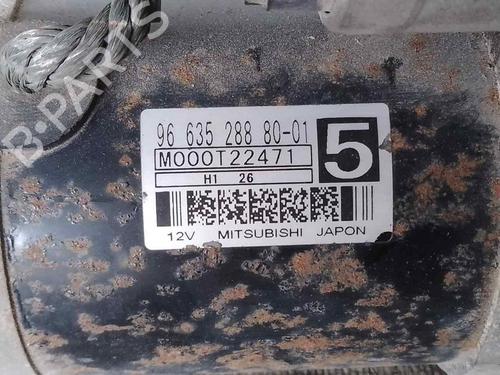 B-PARTS
96 635 288 80-01
5
M000T22471
H1 26
12V MITSUBISHI JAPON